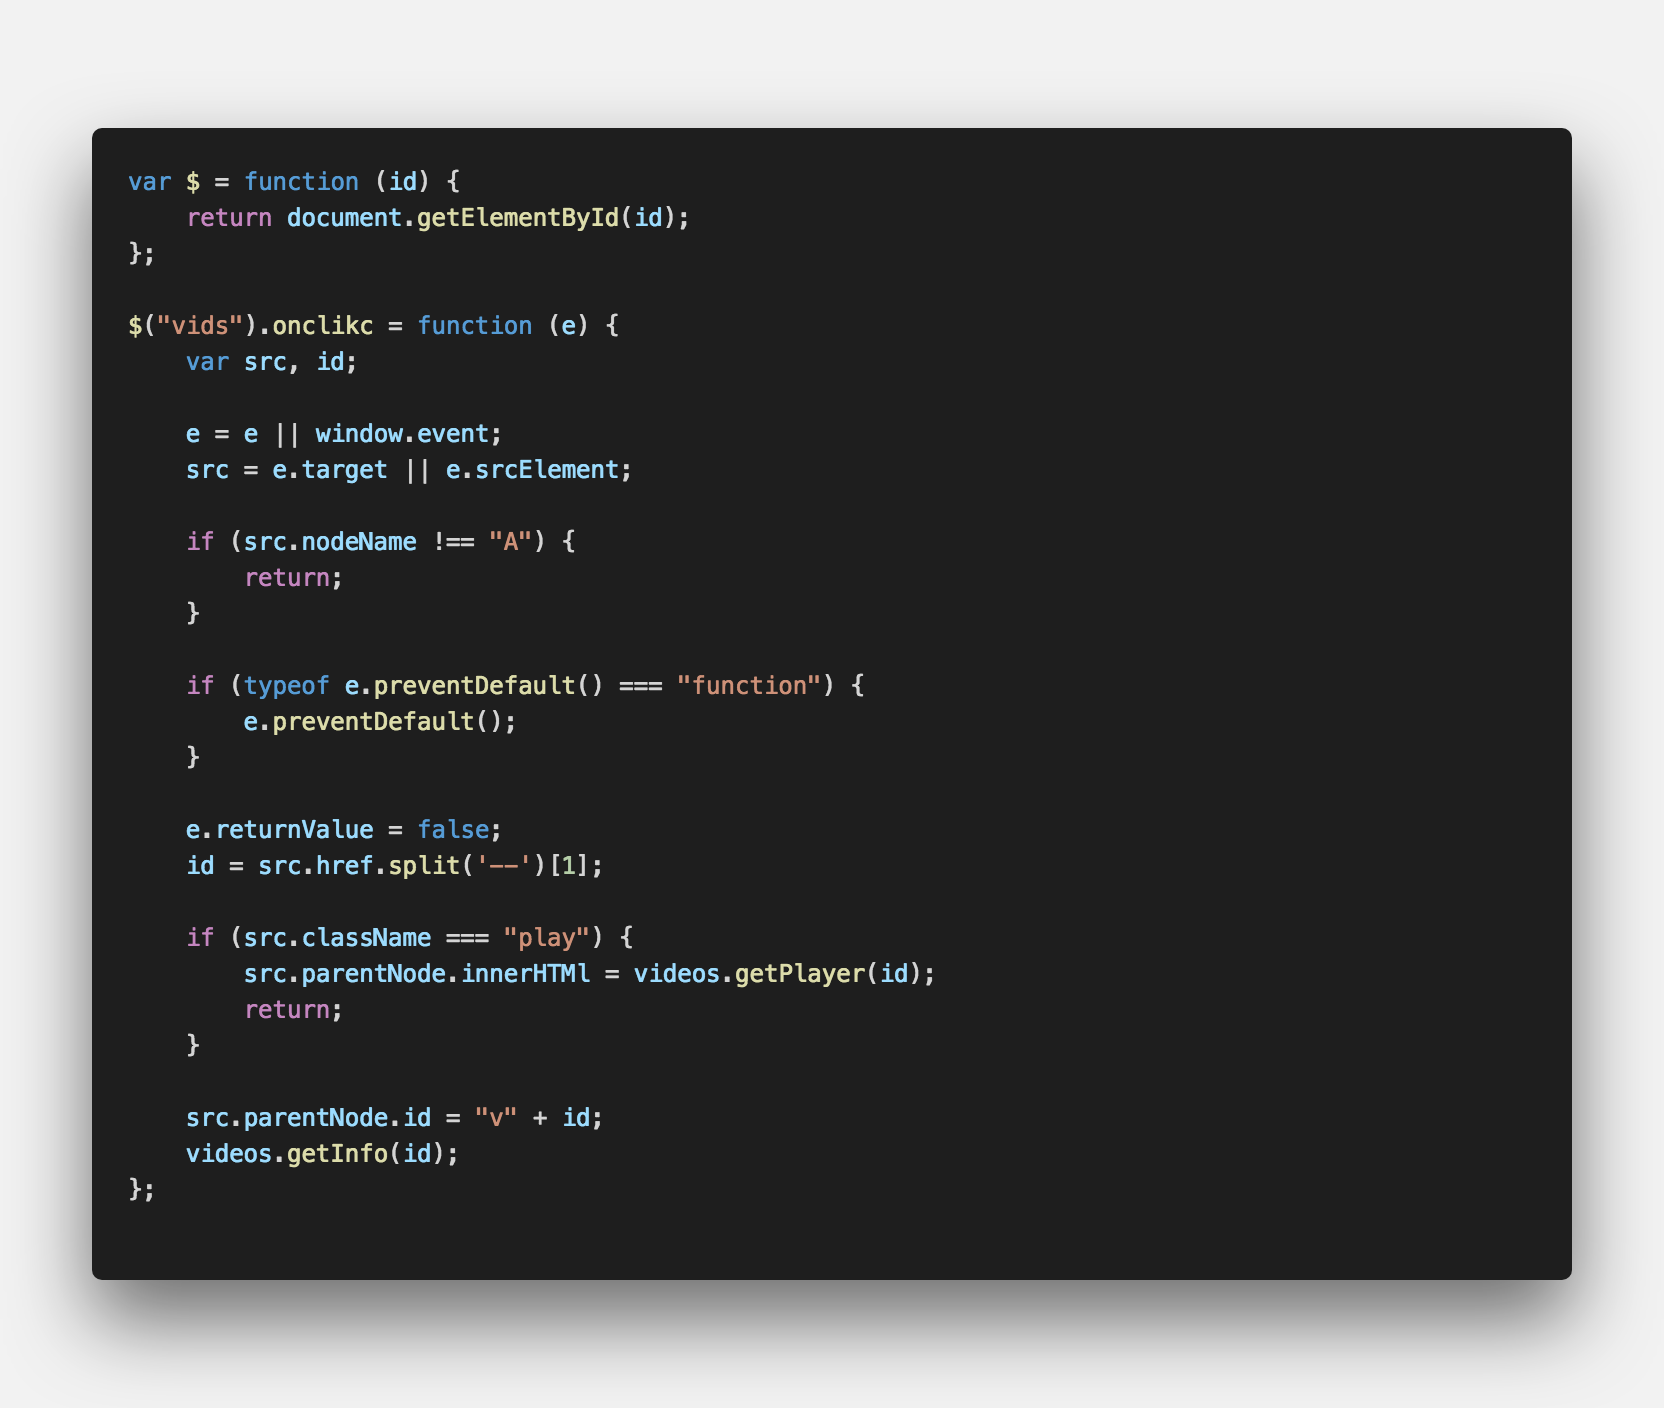 var $ = function (id) {
    return document.getElementById(id);
};

$("vids").onclikc = function (e) {
    var src, id;

    e = e || window.event;
    src = e.target || e.srcElement;

    if (src.nodeName !== "A") {
        return;
    }

    if (typeof e.preventDefault() === "function") {
        e.preventDefault();
    }

    e.returnValue = false;
    id = src.href.split('--')[1];

    if (src.className === "play") {
        src.parentNode.innerHTMl = videos.getPlayer(id);
        return;
    }

    src.parentNode.id = "v" + id;
    videos.getInfo(id);
};